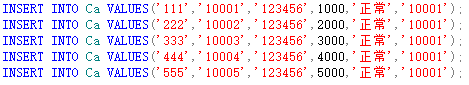 INSERT INTO Ca VALUES('111','10001','123456',1000,'正常','10001');
INSERT INTO Ca VALUES('222','10002','123456',2000,'正常','10001');
INSERT INTO Ca VALUES('333','10003','123456',3000,'正常','10001');
INSERT INTO Ca VALUES('444','10004','123456',4000,'正常','10001');
INSERT INTO Ca VALUES('555','10005','123456',5000,'正常','10001');